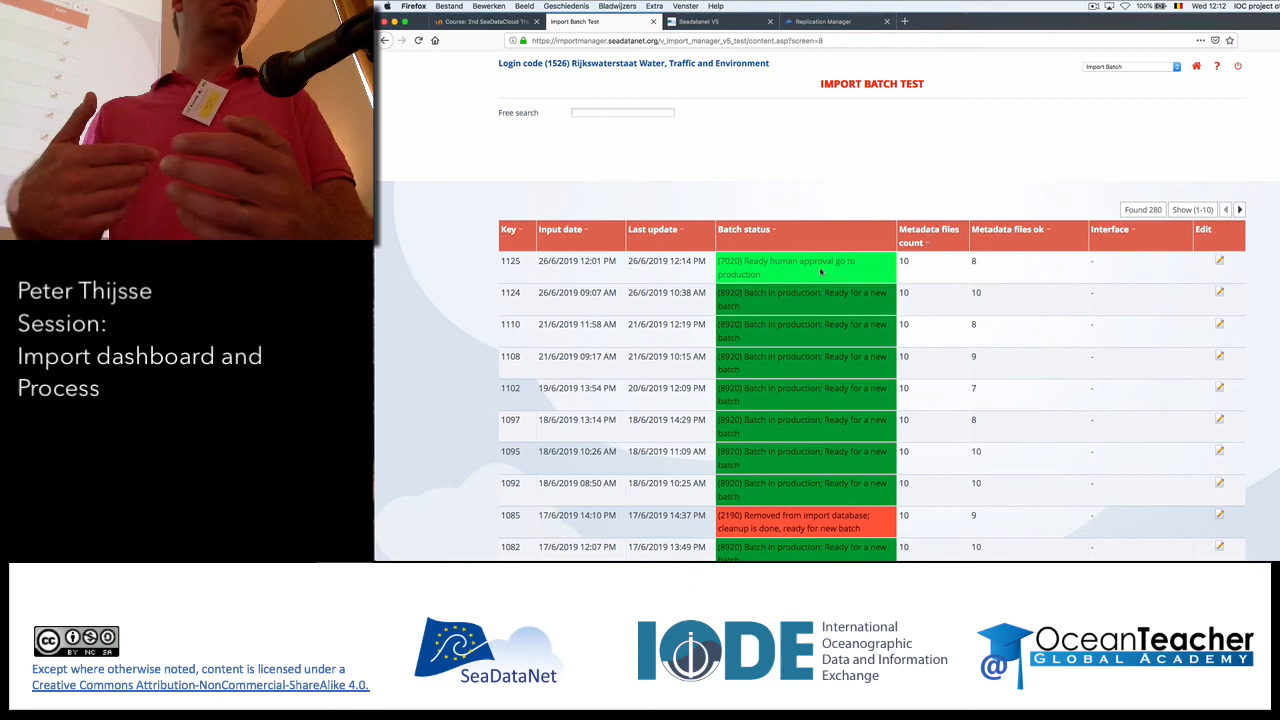 Firefox Bestand Bewerken Beeld Geschiedenis Bladwijzers Extra Venster Help 100% Wed 12:12 IOC project of
Course: 2nd SeaDataCloud Tra Import Batch Test Seadatanet V5 Replication Manager
https://importmanager.seadatanet.org/v_import_manager_v5_test/content.asp?screen=8
Login code (1526) Rijkswaterstaat Water, Traffic and Environment
Import Batch
IMPORT BATCH TEST
Free search
Found 280 Show (1-10)
Key Input date Last update Batch status Metadata files count Metadata files ok Interface Edit
1125 26/6/2019 12:01 PM 26/6/2019 12:14 PM (7020) Ready human approval go to production 10 8 -
1124 26/6/2019 09:07 AM 26/6/2019 10:38 AM (8920) Batch in production; Ready for a new batch 10 10 -
1110 21/6/2019 11:58 AM 21/6/2019 12:19 PM (8920) Batch in production; Ready for a new batch 10 8 -
1108 21/6/2019 09:17 AM 21/6/2019 10:15 AM (8920) Batch in production; Ready for a new batch 10 9 -
1102 19/6/2019 13:54 PM 20/6/2019 12:09 PM (8920) Batch in production; Ready for a new batch 10 7 -
1097 18/6/2019 13:14 PM 18/6/2019 14:29 PM (8920) Batch in production; Ready for a new batch 10 8 -
1095 18/6/2019 10:26 AM 18/6/2019 11:09 AM (8920) Batch in production; Ready for a new batch 10 10 -
1092 18/6/2019 08:50 AM 18/6/2019 10:25 AM (8920) Batch in production; Ready for a new batch 10 10 -
1085 17/6/2019 14:10 PM 17/6/2019 14:37 PM (2190) Removed from import database; cleanup is done, ready for new batch 10 9 -
1082 17/6/2019 12:07 PM 17/6/2019 13:49 PM (8920) Batch in production; Ready for a new batch 10 10 -
Peter Thijsse
Session:
Import dashboard and
Process
cc BY NC SA
Except where otherwise noted, content is licensed under a
Creative Commons Attribution-NonCommercial-ShareAlike 4.0.
SeaDataNet
IODE
International
Oceanographic
Data and Information
Exchange
@ OceanTeacher
GLOBAL ACADEMY